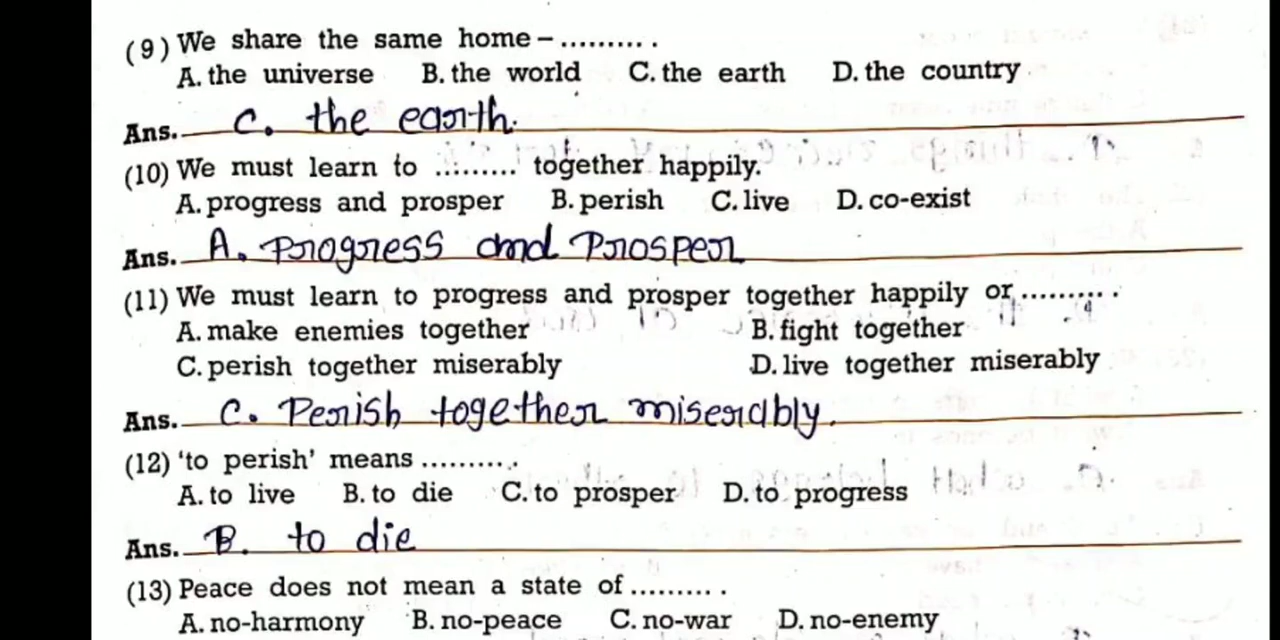 (9) We share the same home – ..........
A. the universe B. the world C. the earth D. the country
Ans. C. the earth.
(10) We must learn to ......... together happily.
A. progress and prosper B. perish C. live D. co-exist
Ans. A. Progress and Prosper
(11) We must learn to progress and prosper together happily or ..........
A. make enemies together B. fight together
C. perish together miserably D. live together miserably
Ans. C. Perish together miserably.
(12) 'to perish' means ..........
A. to live B. to die C. to prosper D. to progress
Ans. B. to die
(13) Peace does not mean a state of ..........
A. no-harmony B. no-peace C. no-war D. no-enemy